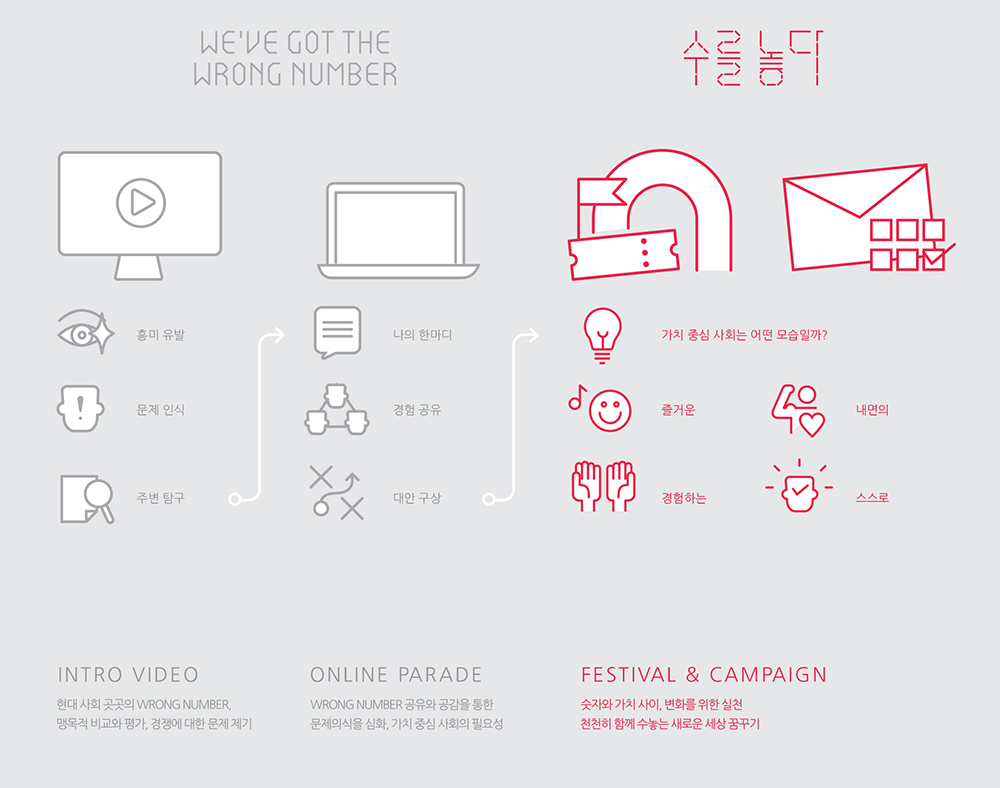 WE'VE GOT THE
WRONG NUMBER
수를 놓다
흥미 유발
문제 인식
주변 탐구
나의 한마디
경험 공유
대안 구상
가치 중심 사회는 어떤 모습일까?
즐거운
내면의
경험하는
스스로
INTRO VIDEO
현대 사회 곳곳의 WRONG NUMBER,
맹목적 비교와 평가, 경쟁에 대한 문제 제기
ONLINE PARADE
WRONG NUMBER 공유와 공감을 통한
문제의식을 심화, 가치 중심 사회의 필요성
FESTIVAL & CAMPAIGN
숫자와 가치 사이, 변화를 위한 실천
천천히 함께 수놓는 새로운 세상 꿈꾸기